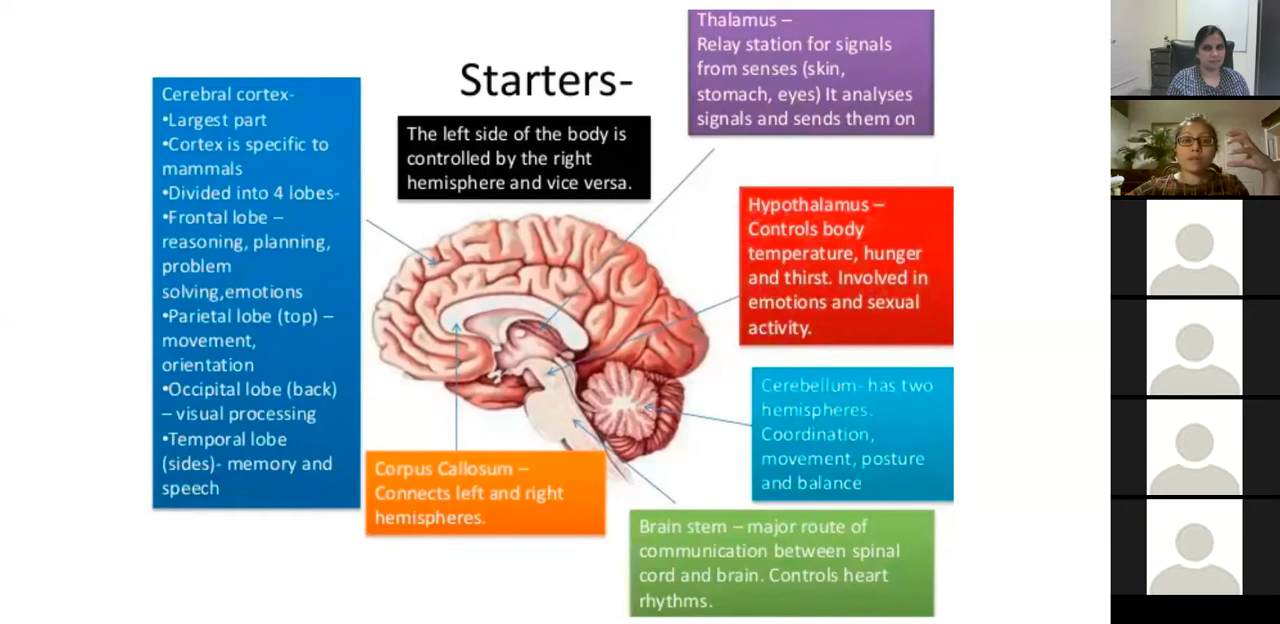 Starters-
Thalamus –
Relay station for signals
from senses (skin,
stomach, eyes) It analyses
signals and sends them on
Cerebral cortex-
•Largest part
•Cortex is specific to
mammals
•Divided into 4 lobes-
•Frontal lobe –
reasoning, planning,
problem
solving,emotions
•Parietal lobe (top) –
movement,
orientation
•Occipital lobe (back)
– visual processing
•Temporal lobe
(sides)- memory and
speech
The left side of the body is
controlled by the right
hemisphere and vice versa.
Hypothalamus –
Controls body
temperature, hunger
and thirst. Involved in
emotions and sexual
activity.
Cerebellum- has two
hemispheres.
Coordination,
movement, posture
and balance
Corpus Callosum –
Connects left and right
hemispheres.
Brain stem – major route of
communication between spinal
cord and brain. Controls heart
rhythms.